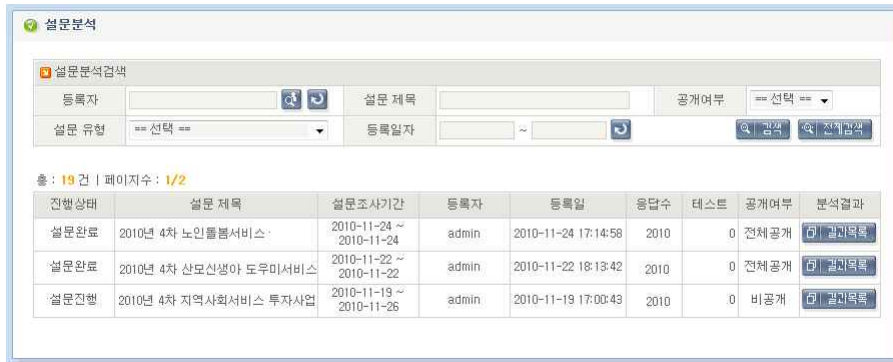 설문분석
설문분석검색
등록자 설문 제목 공개여부 == 선택 ==
설문 유형 == 선택 == 등록일자 ~ 검색 전체검색
총 : 19 건 | 페이지수 : 1/2
진행상태 설문 제목 설문조사기간 등록자 등록일 응답수 테스트 공개여부 분석결과
설문완료 2010년 4차 노인돌봄서비스 2010-11-24 ~ 2010-11-24 admin 2010-11-24 17:14:58 2010 0 전체공개 결과목록
설문완료 2010년 4차 산모신생아 도우미서비스 2010-11-22 ~ 2010-11-22 admin 2010-11-22 18:13:42 2010 0 전체공개 결과목록
설문진행 2010년 4차 지역사회서비스 투자사업 2010-11-19 ~ 2010-11-26 admin 2010-11-19 17:00:43 2010 0 비공개 결과목록